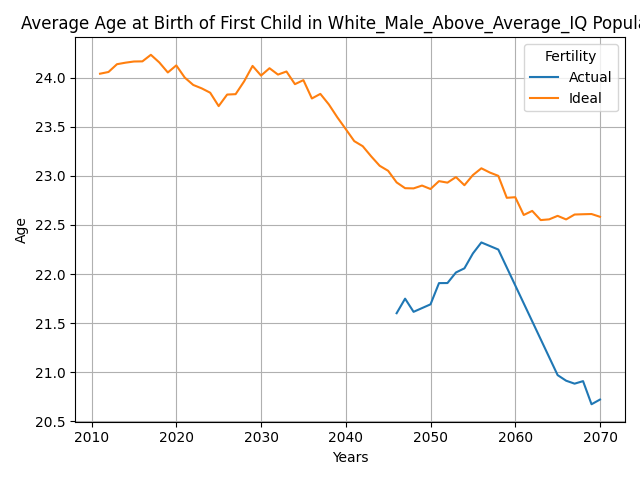 Average Age at Birth of First Child in White_Male_Above_Average_IQ Popula
Fertility
Actual
Ideal
24.0
23.5
23.0
22.5
22.0
21.5
21.0
20.5
Age
2010 2020 2030 2040 2050 2060 2070
Years